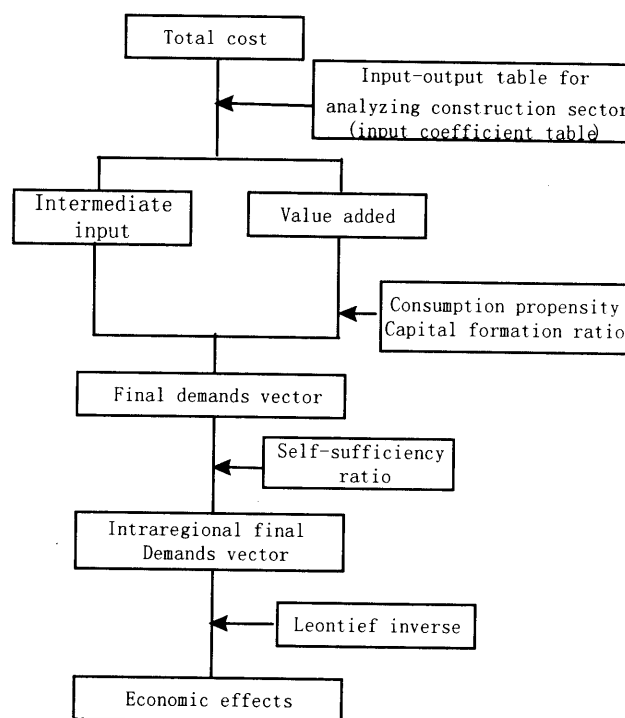 Total cost
Input-output table for
analyzing construction sector
(input coefficient table)
Intermediate
input
Value added
Consumption propensity
Capital formation ratio
Final demands vector
Self-sufficiency
ratio
Intraregional final
Demands vector
Leontief inverse
Economic effects